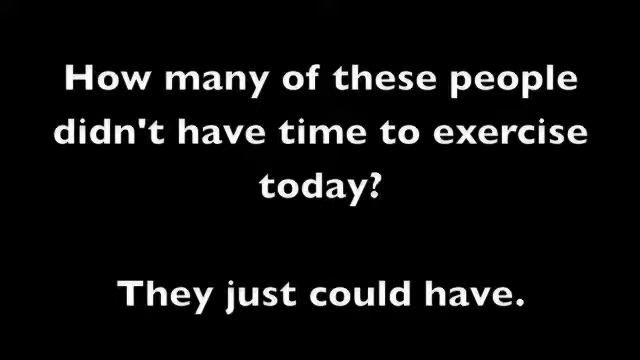 How many of these people
didn't have time to exercise
today?
They just could have.